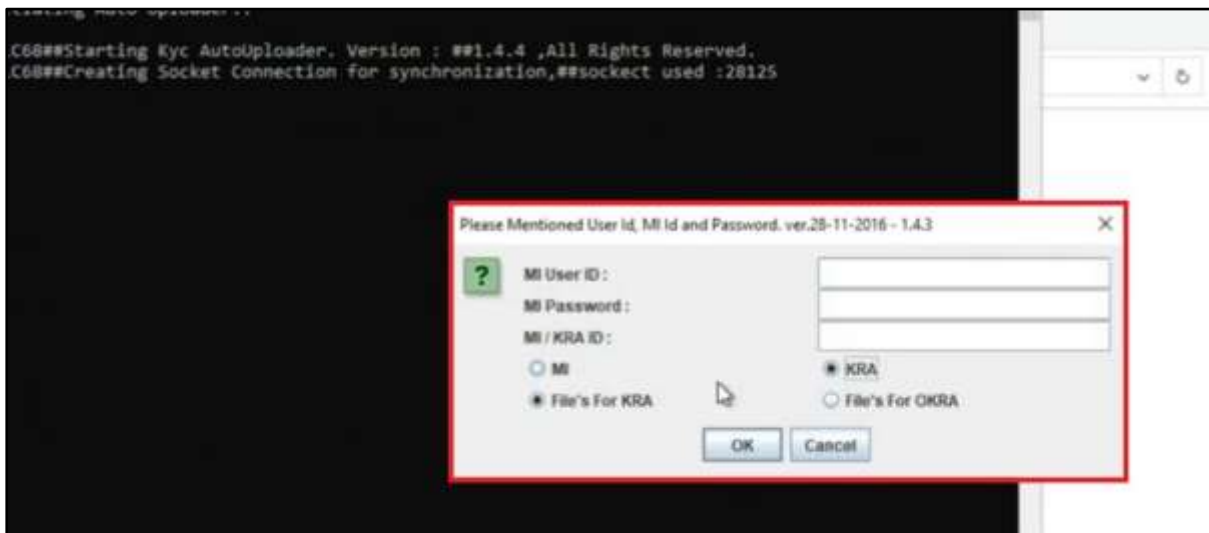 Auto Uploader..
.C68##Starting Kyc AutoUploader. Version : ##1.4.4 ,All Rights Reserved.
.C68##Creating Socket Connection for synchronization,##sockect used :28125
Please Mentioned User Id, MI Id and Password. ver.28-11-2016 - 1.4.3
?
MI User ID :
MI Password :
MI / KRA ID :
MI KRA
File's For KRA File's For OKRA
OK Cancel